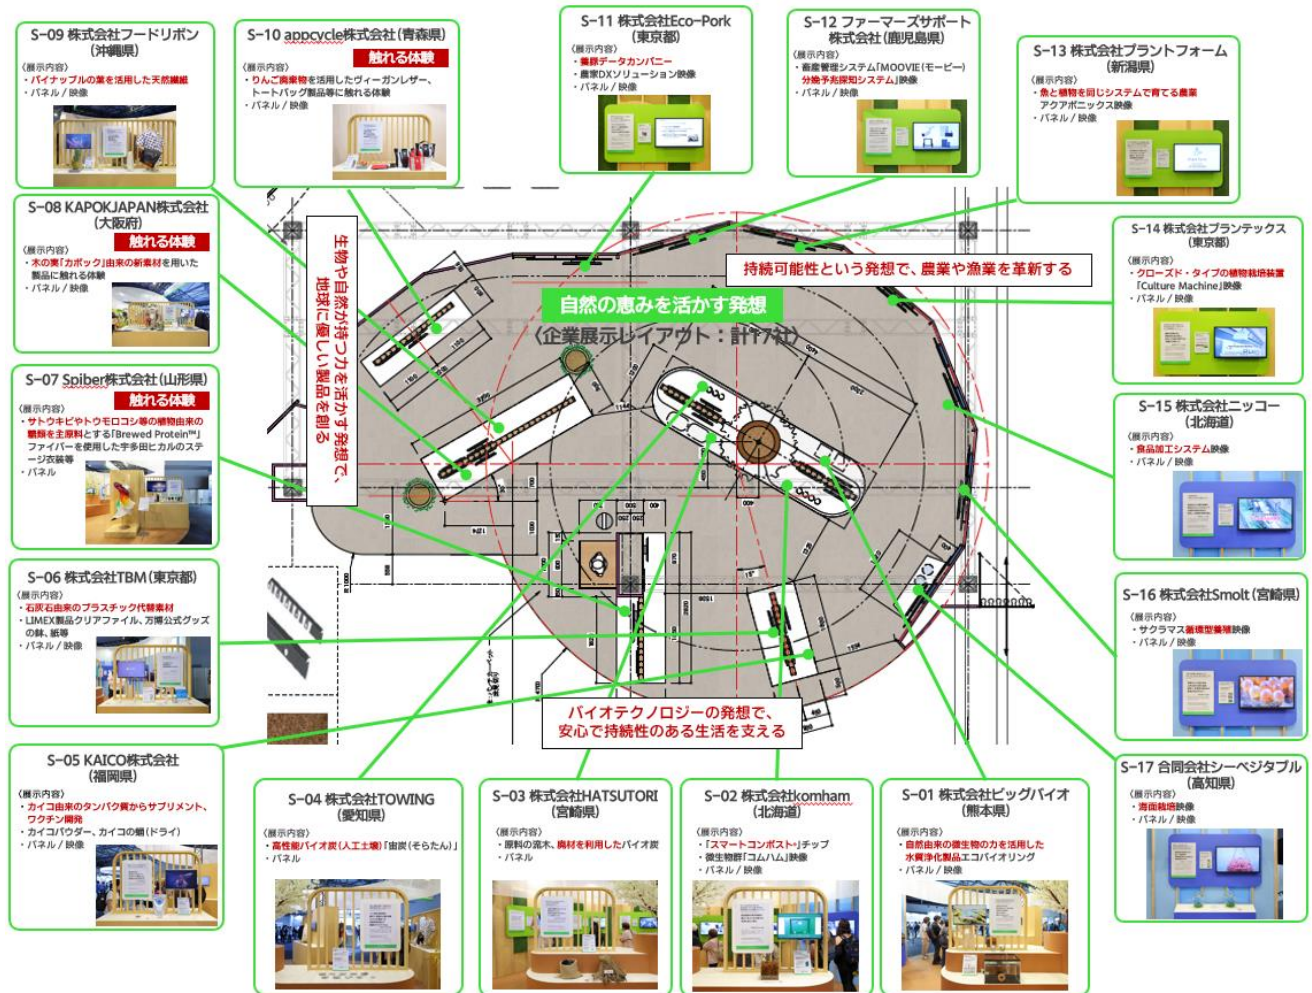 S-09 株式会社フードリボン
(沖縄県)
〈展示内容〉
・パイナップルの葉を活用した天然繊維
・パネル / 映像
S-10 appcycle株式会社(青森県)
〈展示内容〉
触れる体験
・りんご廃棄物を活用したヴィーガンレザー、
トートバッグ製品等に触れる体験
・パネル / 映像
S-11 株式会社Eco-Pork
(東京都)
〈展示内容〉
・養豚データカンパニー
・農家DXソリューション映像
・パネル / 映像
S-12 ファーマーズサポート
株式会社(鹿児島県)
〈展示内容〉
・畜産管理システム「MOOVIE(モービー)
分娩予兆探知システム」映像
・パネル / 映像
S-13 株式会社プラントフォーム
(新潟県)
〈展示内容〉
・魚と植物を同じシステムで育てる農業
アクアポニックス映像
・パネル / 映像
S-08 KAPOKJAPAN株式会社
(大阪府)
〈展示内容〉
触れる体験
・木の実「カポック」由来の新素材を用いた
製品に触れる体験
・パネル / 映像
S-14 株式会社プランテックス
(東京都)
〈展示内容〉
・クローズド・タイプの植物栽培装置
「Culture Machine」映像
・パネル / 映像
生物や自然が持つ力を活かす発想で、
地球に優しい製品を創る
持続可能性という発想で、農業や漁業を革新する
自然の恵みを活かす発想
〈企業展示レイアウト：計17社〉
S-07 Spiber株式会社(山形県)
〈展示内容〉
触れる体験
・サトウキビやトウモロコシ等の植物由来の
糖類を主原料とする「Brewed Protein™」
ファイバーを使用した宇多田ヒカルのステ
ージ衣装等
・パネル
S-15 株式会社ニッコー
(北海道)
〈展示内容〉
・食品加工システム映像
・パネル / 映像
S-06 株式会社TBM(東京都)
〈展示内容〉
・石灰石由来のプラスチック代替素材
・LIMEX製品クリアファイル、万博公式グッズ
の鉢、紙等
・パネル / 映像
S-16 株式会社Smolt(宮崎県)
〈展示内容〉
・サクラマス循環型養殖映像
・パネル / 映像
バイオテクノロジーの発想で、
安心で持続性のある生活を支える
S-05 KAICO株式会社
(福岡県)
〈展示内容〉
・カイコ由来のタンパク質からサプリメント、
ワクチン開発
・カイコパウダー、カイコの蛹(ドライ)
・パネル / 映像
S-04 株式会社TOWING
(愛知県)
〈展示内容〉
・高性能バイオ炭(人工土壌)「宙炭(そらたん)」
・パネル
S-03 株式会社HATSUTORI
(宮崎県)
〈展示内容〉
・原料の流木、廃材を利用したバイオ炭
・パネル
S-02 株式会社komham
(北海道)
〈展示内容〉
・「スマートコンポスト®」チップ
・微生物群「コムハム」映像
・パネル / 映像
S-01 株式会社ビッグバイオ
(熊本県)
〈展示内容〉
・自然由来の微生物の力を活用した
水質浄化製品エコバイオリング
・パネル / 映像
S-17 合同会社シーベジタブル
(高知県)
〈展示内容〉
・海面栽培映像
・パネル / 映像